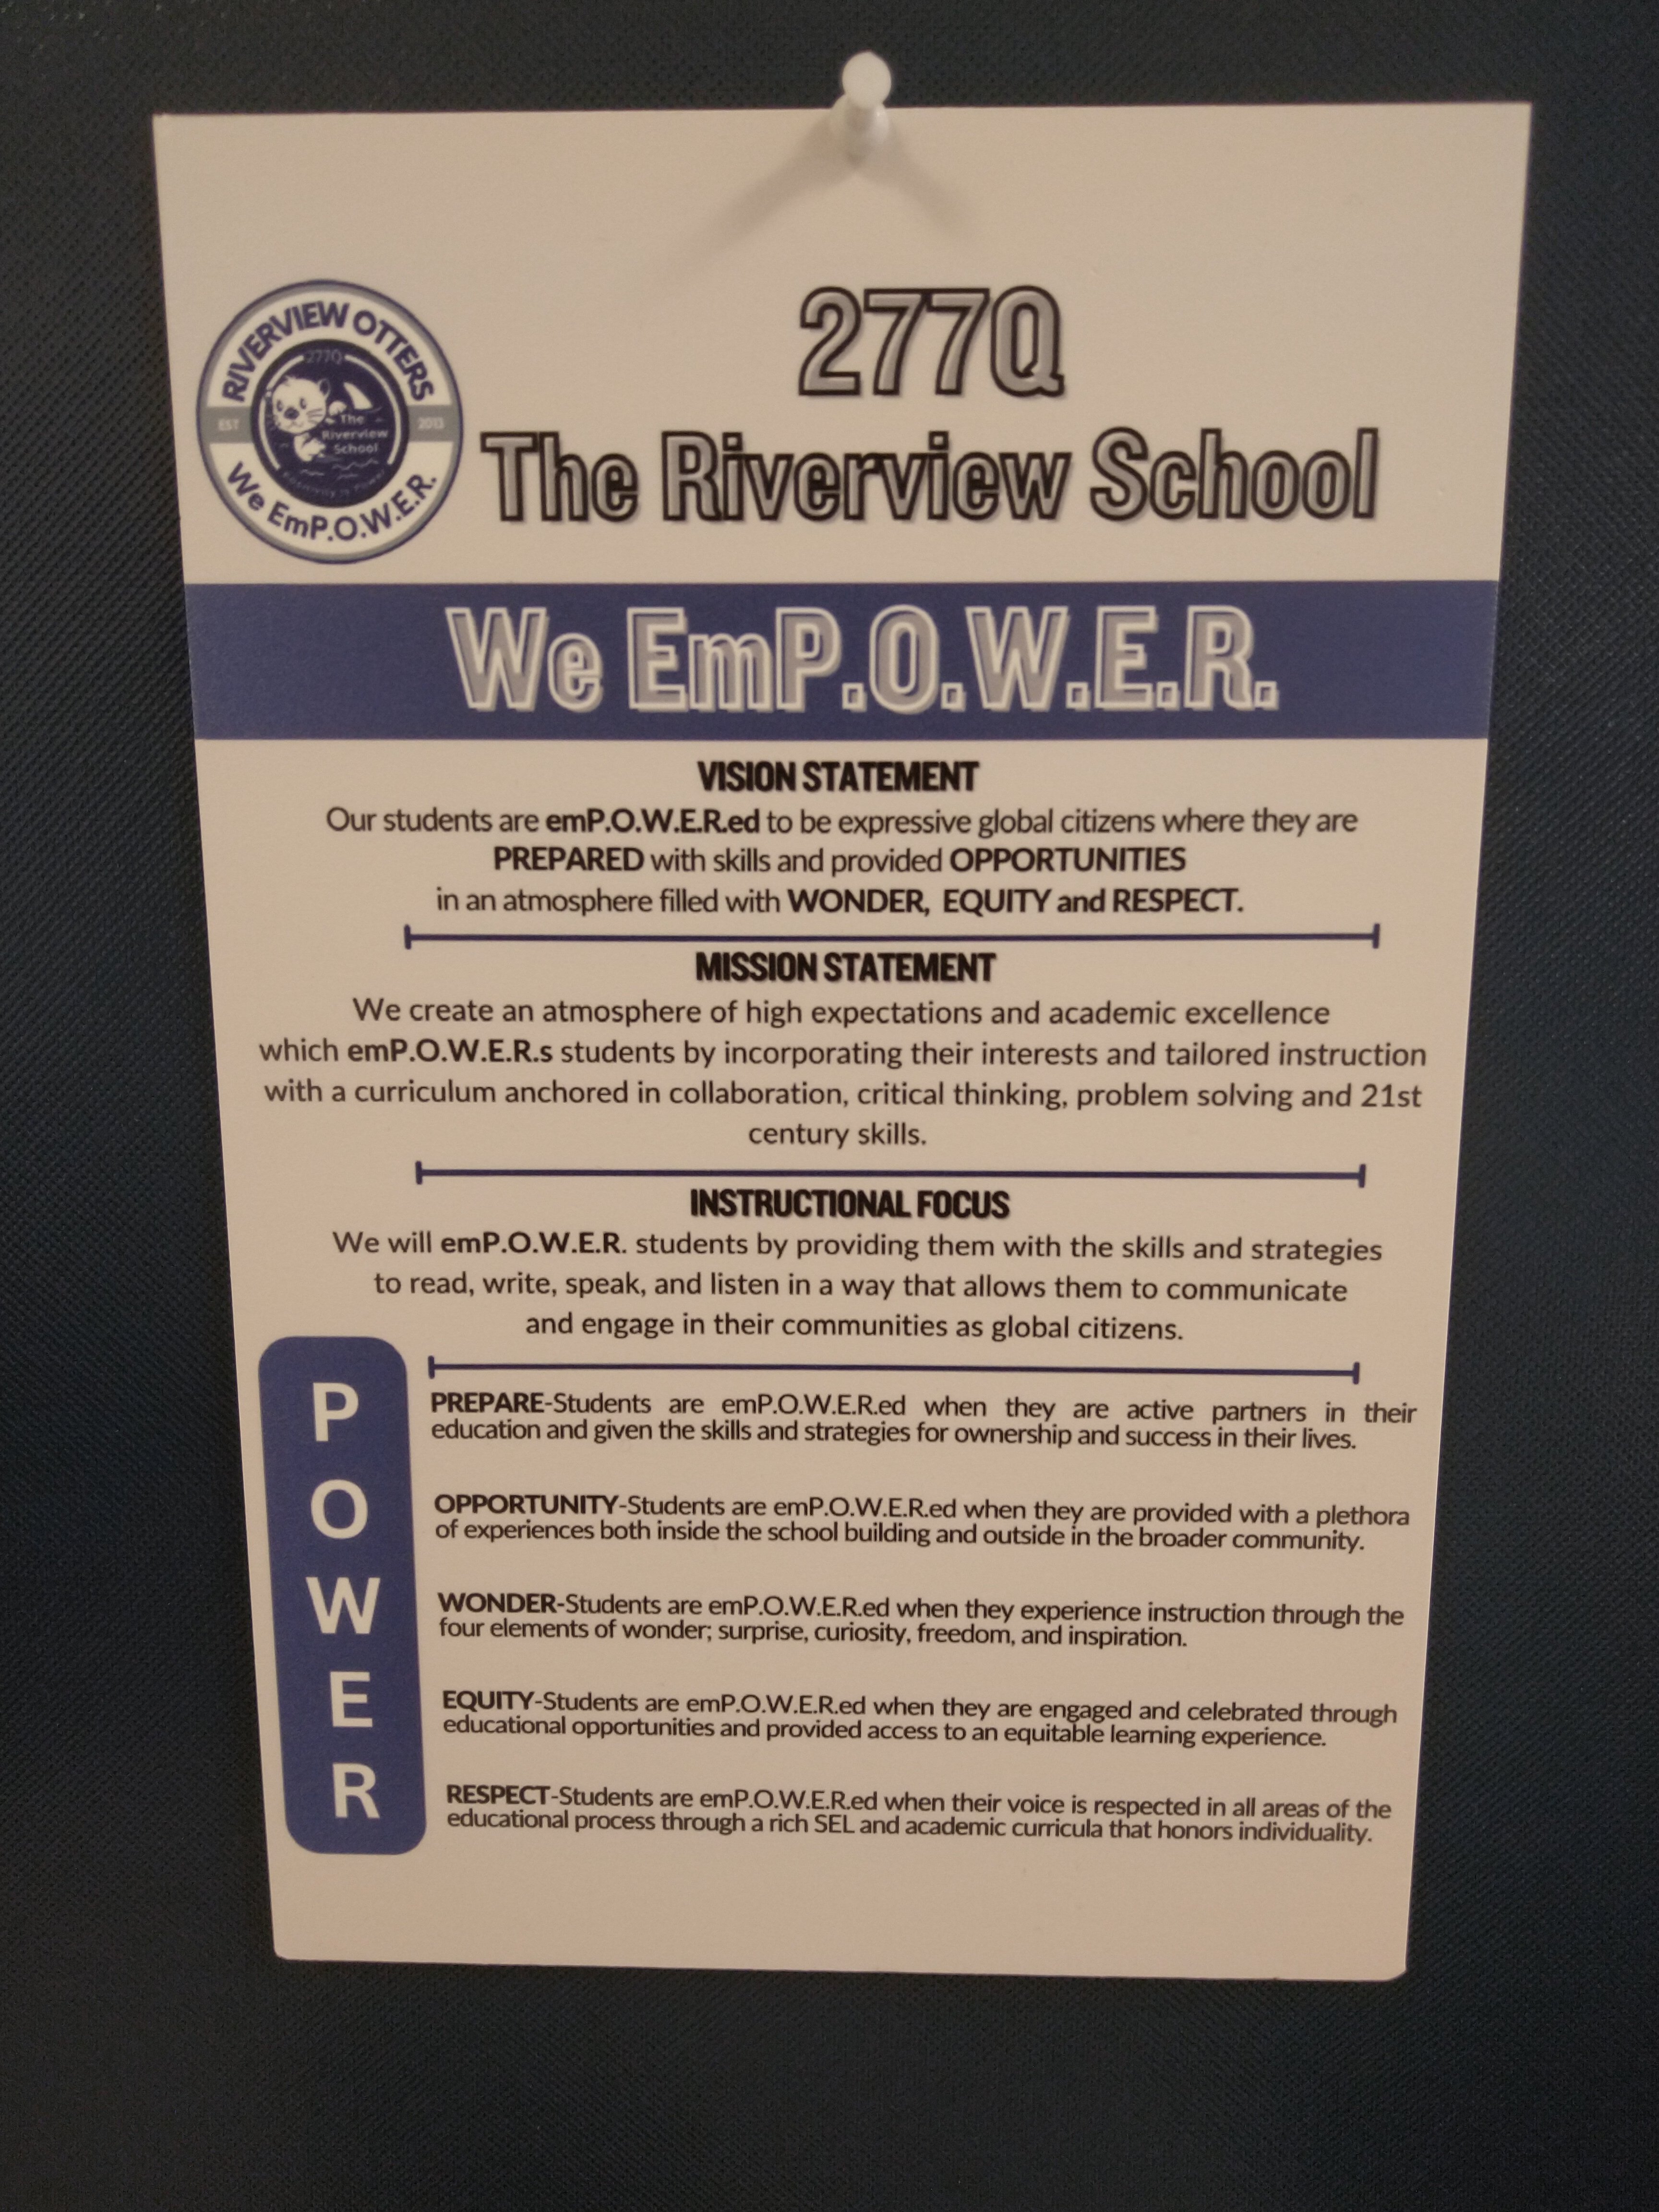 RIVERVIEW OTTERS
277Q
EST 2013
The
Riverview
School
We EmP.O.W.E.R.
277Q
The Riverview School
We EmP.O.W.E.R.
VISION STATEMENT
Our students are emP.O.W.E.R.ed to be expressive global citizens where they are
PREPARED with skills and provided OPPORTUNITIES
in an atmosphere filled with WONDER, EQUITY and RESPECT.
MISSION STATEMENT
We create an atmosphere of high expectations and academic excellence
which emP.O.W.E.R.s students by incorporating their interests and tailored instruction
with a curriculum anchored in collaboration, critical thinking, problem solving and 21st
century skills.
INSTRUCTIONAL FOCUS
We will emP.O.W.E.R. students by providing them with the skills and strategies
to read, write, speak, and listen in a way that allows them to communicate
and engage in their communities as global citizens.
P
PREPARE-Students are emP.O.W.E.R.ed when they are active partners in their
education and given the skills and strategies for ownership and success in their lives.
O
OPPORTUNITY-Students are emP.O.W.E.R.ed when they are provided with a plethora
of experiences both inside the school building and outside in the broader community.
W
WONDER-Students are emP.O.W.E.R.ed when they experience instruction through the
four elements of wonder; surprise, curiosity, freedom, and inspiration.
E
EQUITY-Students are emP.O.W.E.R.ed when they are engaged and celebrated through
educational opportunities and provided access to an equitable learning experience.
R
RESPECT-Students are emP.O.W.E.R.ed when their voice is respected in all areas of the
educational process through a rich SEL and academic curricula that honors individuality.